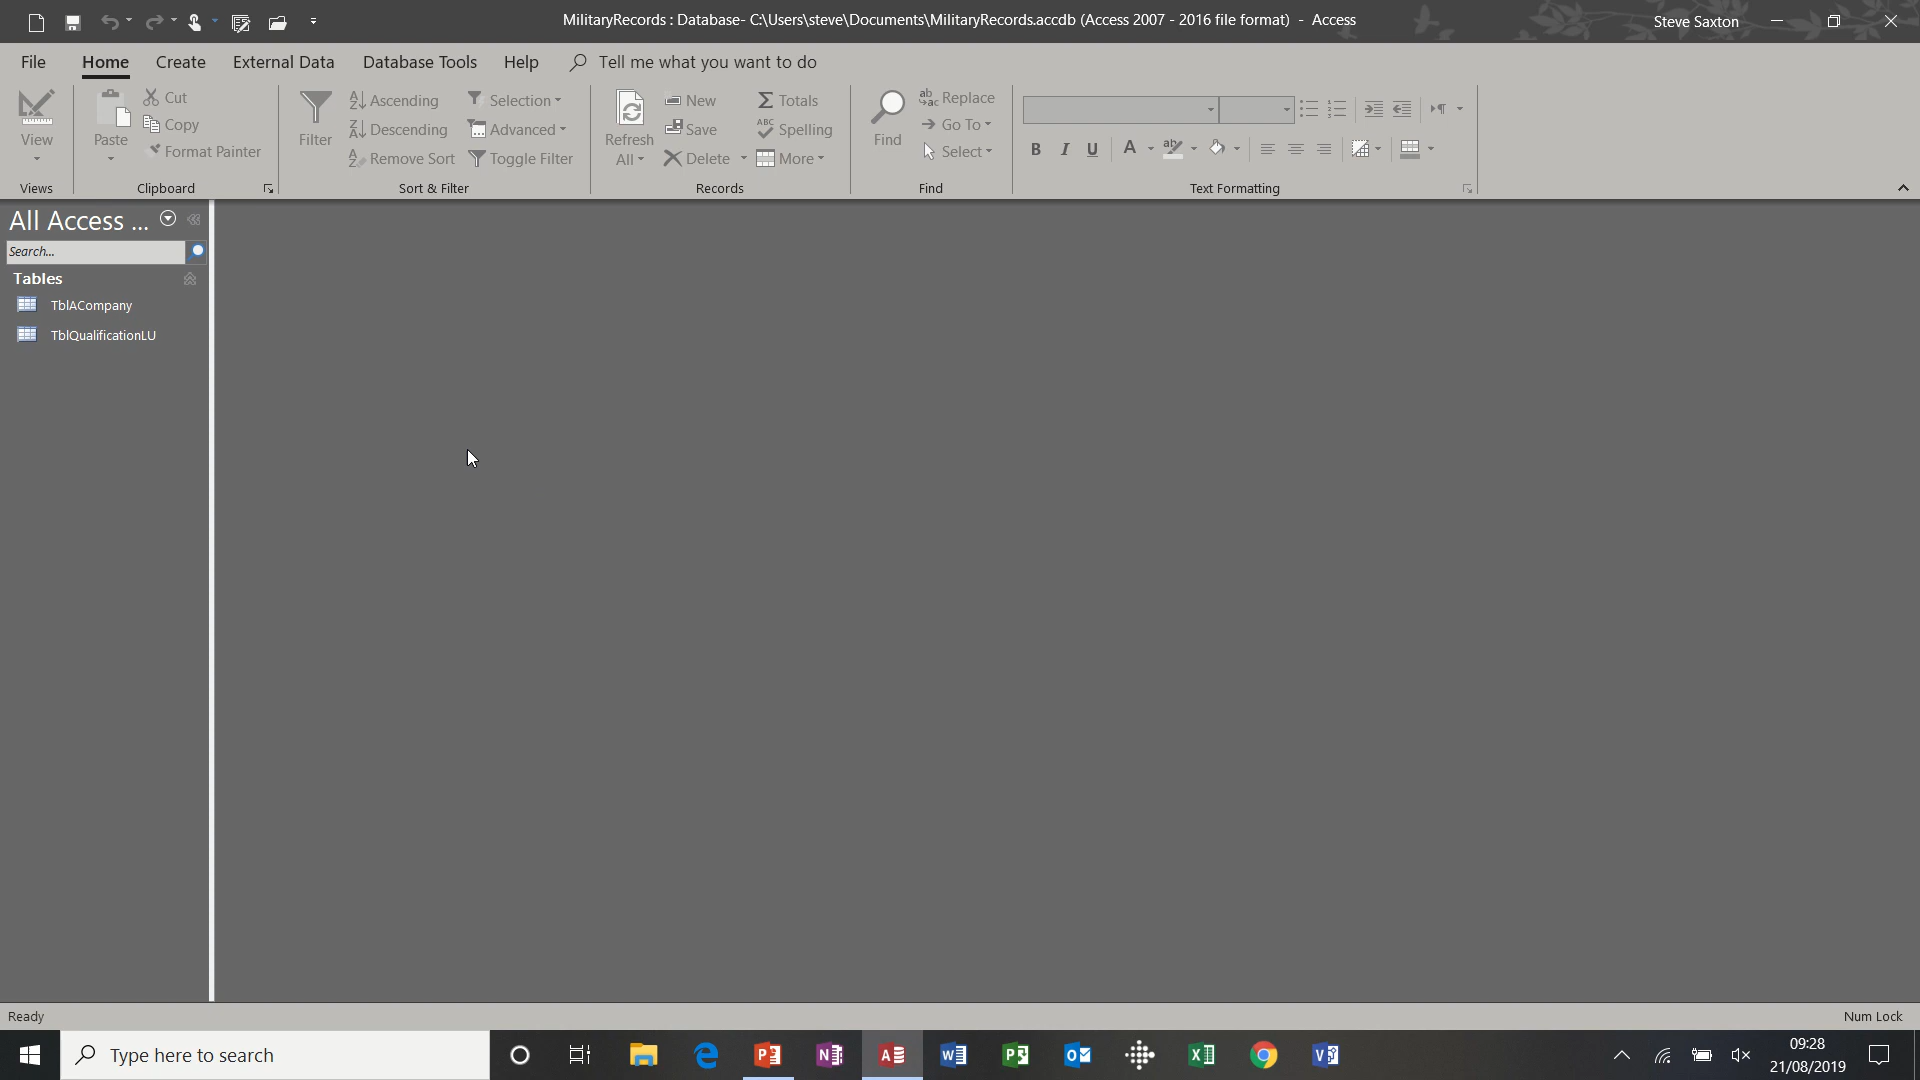 MilitaryRecords : Database- C:\Users\steve\Documents\MilitaryRecords.accdb (Access 2007 - 2016 file format) - Access
Steve Saxton
File Home Create External Data Database Tools Help Tell me what you want to do
View
Views
Paste
Cut
Copy
Format Painter
Clipboard
Filter
Ascending
Descending
Remove Sort
Selection
Advanced
Toggle Filter
Sort & Filter
Refresh
All
New
Save
Delete
Totals
Spelling
More
Records
Find
Replace
Go To
Select
Find
B I U A
Text Formatting
All Access ...
Search...
Tables
TblACompany
TblQualificationLU
Ready
Num Lock
Type here to search
09:28
21/08/2019